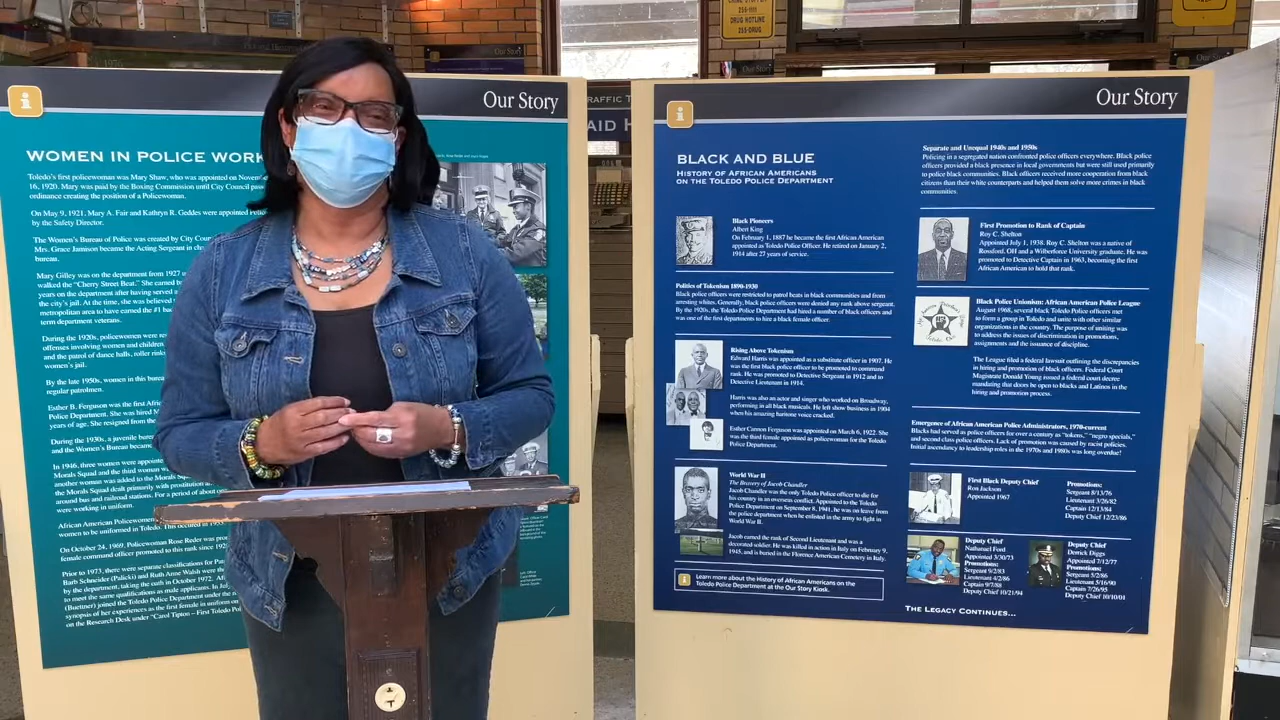 CRIME STOPPERS
255-1111
DRUG HOTLINE
255-
Our Story
Our Story
TRAFFIC T
AID H
Our Story
WOMEN IN POLICE WORK
Toledo's first policewoman was Mary Shaw, who was appointed on Novem
16, 1920. Mary was paid by the Boxing Commission until City Council pass
ordinance creating the position of a Policewoman.
On May 9, 1921, Mary A. Fair and Kathryn R. Geddes were appointed Police
by the Safety Director.
The Women's Bureau of Police was created by City Coun
Mrs. Grace Jamison became the Acting Sergeant in ch
bureau.
Mary Gilley was on the department from 1927 u
walked the "Cherry Street Beat." She earned b
years on the department after having served a
the city's jail. At the time, she was believed
metropolitan area to have earned the #1 ba
term department veterans.
During the 1920s, policewomen were res
offenses involving women and children
and the patrol of dance halls, roller rinks
women's jail.
By the late 1950s, women in this bureau
regular patrolmen.
Esther B. Ferguson was the first Afric
Police Department. She was hired M
years of age. She resigned from the
During the 1930s, a juvenile bureau
and the Women's Bureau became
In 1946, three women were appointe
Morals Squad and the third woman w
another woman was added to the Morals Squ
the Morals Squad dealt primarily with prostitution a
around bus and railroad stations. For a period of about on
were working in uniform.
African American Policewomen
women to be uniformed in Toledo. This occurred in 1953.
On October 24, 1969, Policewoman Rose Reder was prom
female command officer promoted to this rank since 192
Prior to 1973, there were separate classifications for Pat
Barb Schneider (Palicki) and Ruth Anne Walsh were the
by the department, taking the oath in October 1972. Aft
to meet the same qualifications as male applicants. In July
(Buettner) joined the Toledo Police Department under the n
synopsis of her experiences as the first female in uniform on
on the Research Desk under "Carol Tipton – First Toledo Pol
Our Story
BLACK AND BLUE
HISTORY OF AFRICAN AMERICANS
ON THE TOLEDO POLICE DEPARTMENT
Black Pioneers
Albert King
On February 1, 1887 he became the first African American
appointed as Toledo Police Officer. He retired on January 2,
1914 after 27 years of service.
Politics of Tokenism 1890-1930
Black police officers were restricted to patrol beats in black communities and from
arresting whites. Generally, black police officers were denied any rank above sergeant.
By the 1920s, the Toledo Police Department had hired a number of black officers and
was one of the first departments to hire a black female officer.
Rising Above Tokenism
Edward Harris was appointed as a substitute officer in 1907. He
was the first black police officer to be promoted to command
rank. He was promoted to Detective Sergeant in 1912 and to
Detective Lieutenant in 1914.
Harris was also an actor and singer who worked on Broadway,
performing in all black musicals. He left show business in 1904
when his amazing baritone voice cracked.
Esther Cannon Ferguson was appointed on March 6, 1922. She
was the third female appointed as policewoman for the Toledo
Police Department.
World War II
The Bravery of Jacob Chandler
Jacob Chandler was the only Toledo Police officer to die for
his country in an overseas conflict. Appointed to the Toledo
Police Department on September 8, 1941, he was on leave from
the police department when he enlisted in the army to fight in
World War II.
Jacob earned the rank of Second Lieutenant and was a
decorated soldier. He was killed in action in Italy on February 9,
1945, and is buried in the Florence American Cemetery in Italy.
Learn more about the History of African Americans on the
Toledo Police Department at the Our Story Kiosk.
Separate and Unequal 1940s and 1950s
Policing in a segregated nation confronted police officers everywhere. Black police
officers provided a black presence in local governments but were still used primarily
to police black communities. Black officers received more cooperation from black
citizens than their white counterparts and helped them solve more crimes in black
communities.
First Promotion to Rank of Captain
Roy C. Shelton
Appointed July 1, 1938. Roy C. Shelton was a native of
Rossford, OH and a Wilberforce University graduate. He was
promoted to Detective Captain in 1963, becoming the first
African American to hold that rank.
Black Police Unionism: African American Police League
August 1968, several black Toledo Police officers met
to form a group in Toledo and unite with other similar
organizations in the country. The purpose of uniting was
to address the issues of discrimination in promotions,
assignments and the issuance of discipline.
The League filed a federal lawsuit outlining the discrepancies
in hiring and promotion of black officers. Federal Court
Magistrate Donald Young issued a federal court decree
mandating that doors be open to blacks and Latinos in the
hiring and promotion process.
Emergence of African American Police Administrators, 1970-current
Blacks had served as police officers for over a century as "tokens," "negro specials,"
and second class police officers. Lack of promotion was caused by racist policies.
Initial ascendancy to leadership roles in the 1970s and 1980s was long overdue!
First Black Deputy Chief
Ron Jackson
Appointed 1967
Promotions:
Sergeant 8/13/76
Lieutenant 3/26/82
Captain 12/13/84
Deputy Chief 12/23/86
Deputy Chief
Nathaniel Ford
Appointed 3/30/73
Promotions:
Sergeant 9/2/83
Lieutenant 4/2/86
Captain 9/7/88
Deputy Chief 10/21/94
Deputy Chief
Derrick Diggs
Appointed 7/12/77
Promotions:
Sergeant 5/2/86
Lieutenant 5/16/90
Captain 7/26/95
Deputy Chief 10/10/01
THE LEGACY CONTINUES...